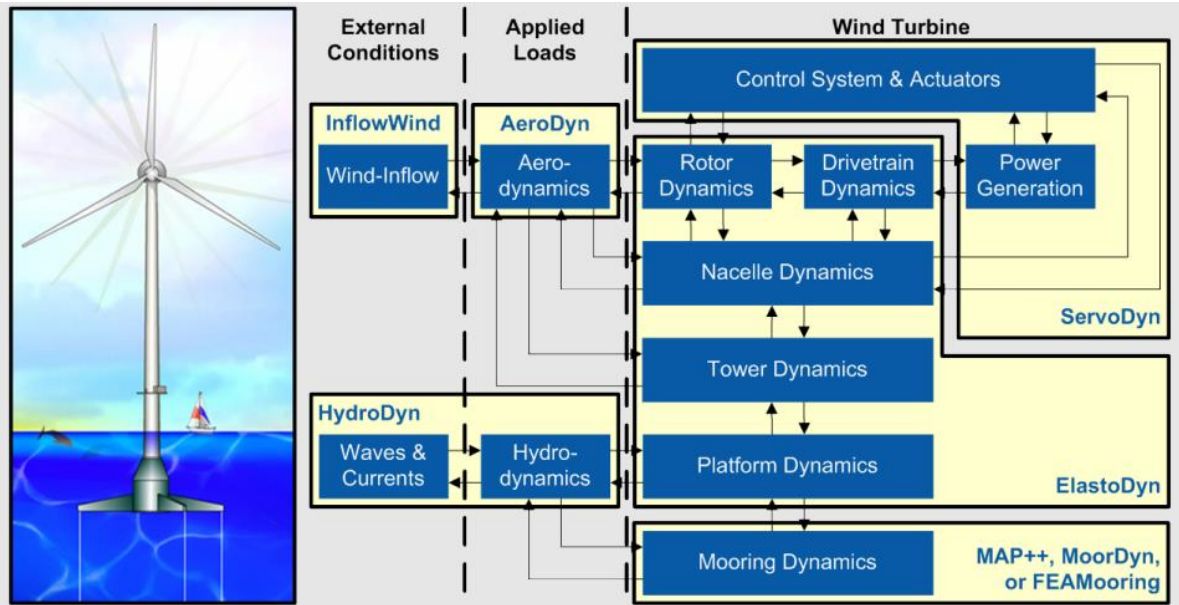 External
Conditions
Applied
Loads
Wind Turbine
Control System & Actuators
InflowWind
AeroDyn
Wind-Inflow
Aero-
dynamics
Rotor
Dynamics
Drivetrain
Dynamics
Power
Generation
Nacelle Dynamics
ServoDyn
Tower Dynamics
HydroDyn
Waves &
Currents
Hydro-
dynamics
Platform Dynamics
ElastoDyn
Mooring Dynamics
MAP++, MoorDyn,
or FEAMooring